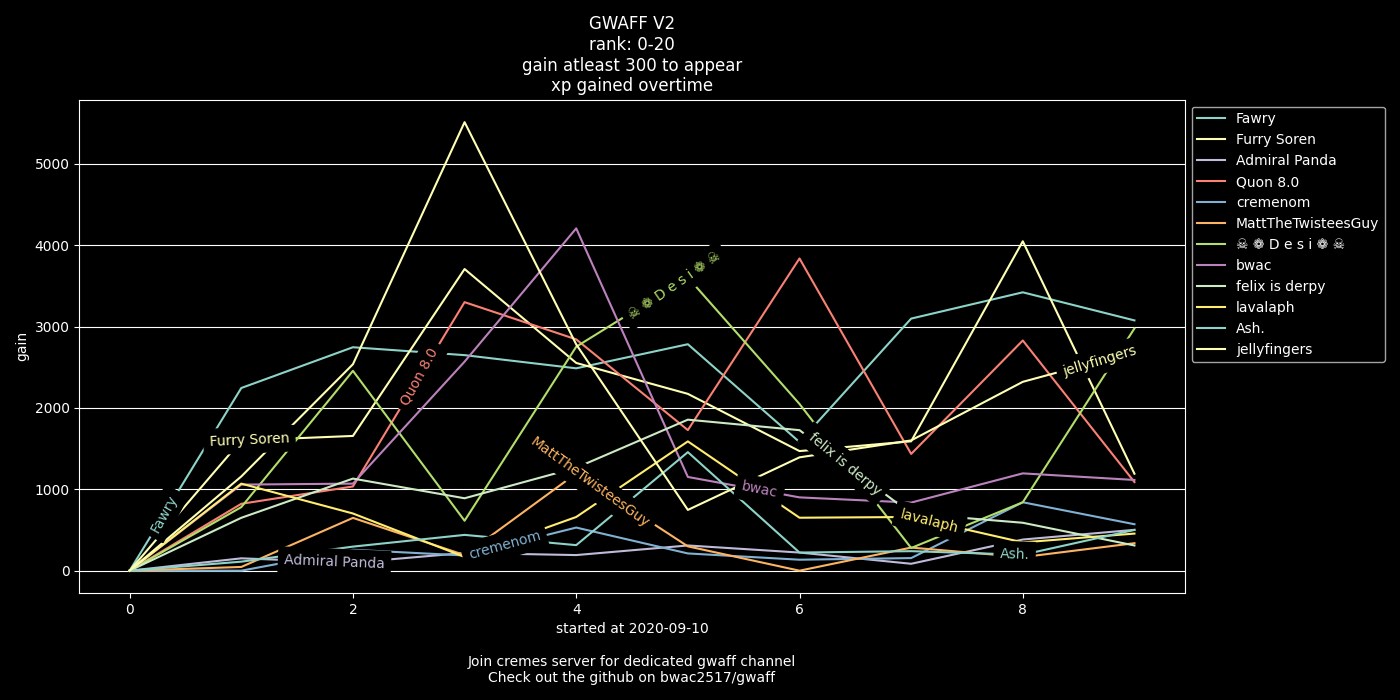 GWAFF V2
rank: 0-20
gain atleast 300 to appear
xp gained overtime
gain
5000
4000
3000
2000
1000
0
0
2
4
6
8
started at 2020-09-10
Join cremes server for dedicated gwaff channel
Check out the github on bwac2517/gwaff
Fawry
Furry Soren
Admiral Panda
Quon 8.0
cremenom
MattTheTwisteesGuy
☠ ❁ D e s i ❁ ☠
bwac
felix is derpy
lavalaph
Ash.
jellyfingers
Fawry
Furry Soren
Admiral Panda
Quon 8.0
cremenom
MattTheTwisteesGuy
☠ ❁ D e s i ❁ ☠
bwac
felix is derpy
lavalaph
Ash.
jellyfingers